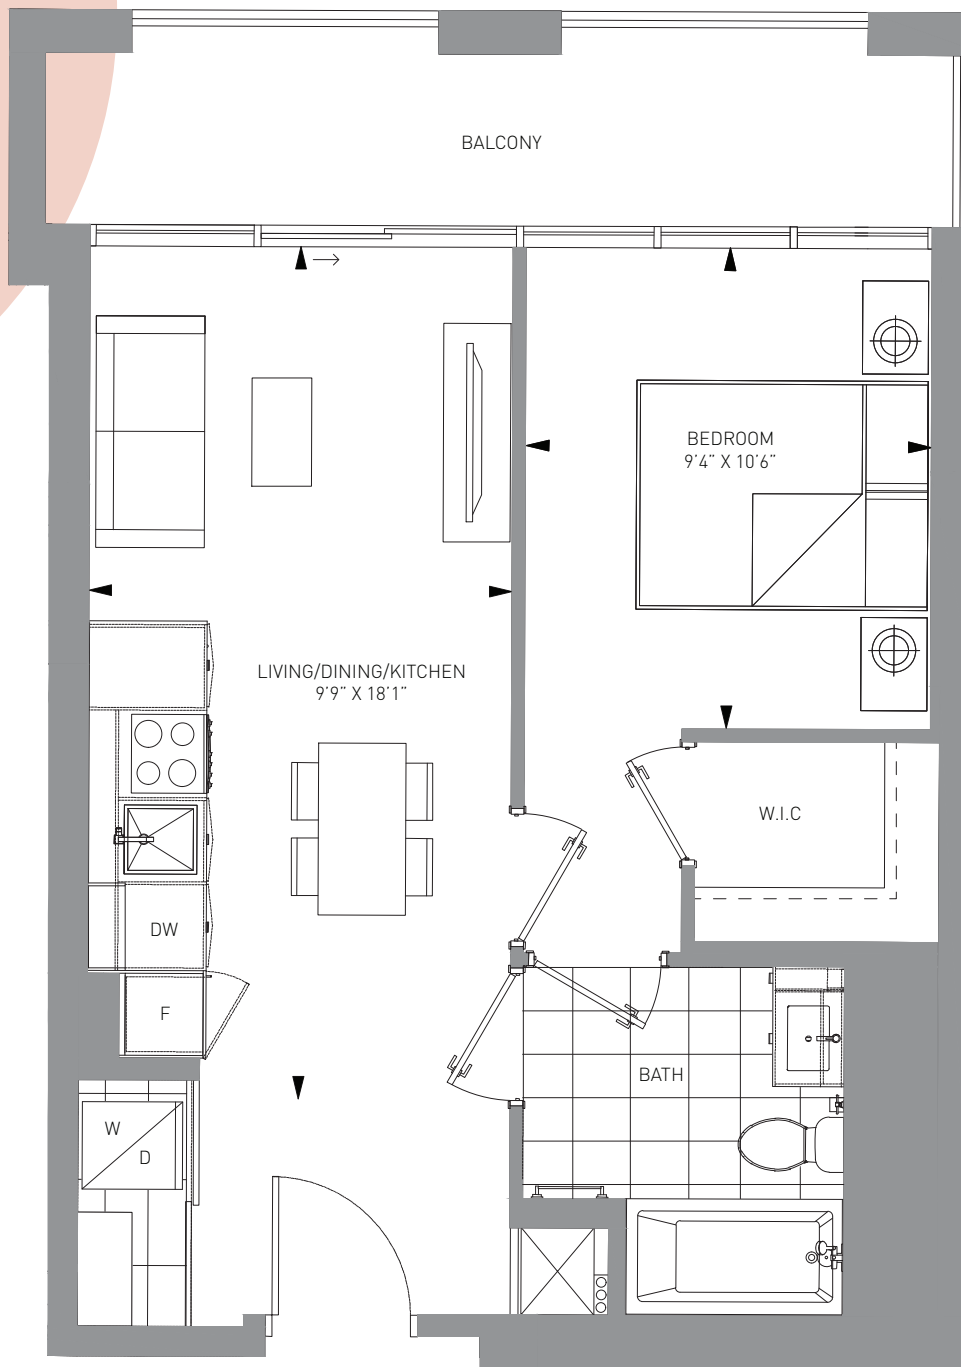 BALCONY
BEDROOM
9'4" X 10'6"
LIVING/DINING/KITCHEN
9'9" X 18'1"
W.I.C
DW
F
BATH
W
D